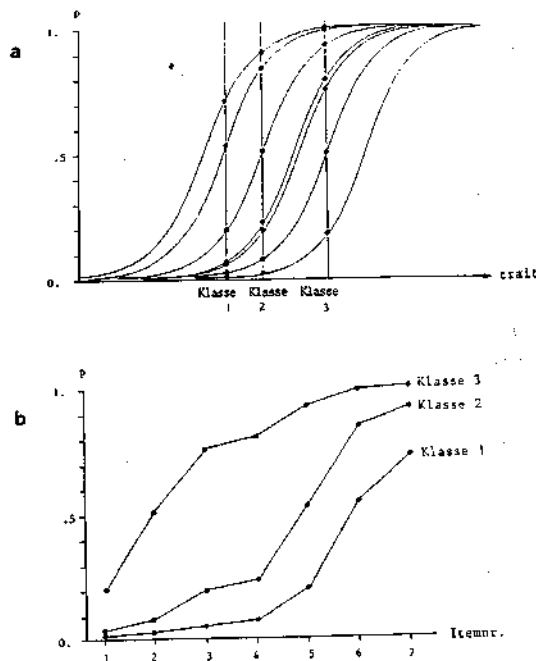 a
p
1.
.5
0.
trait
Klasse Klasse Klasse
1 2 3
b
p
1.
.5
0.
Klasse 3
Klasse 2
Klasse 1
1 2 3 4 5 6 7
Itemnr.